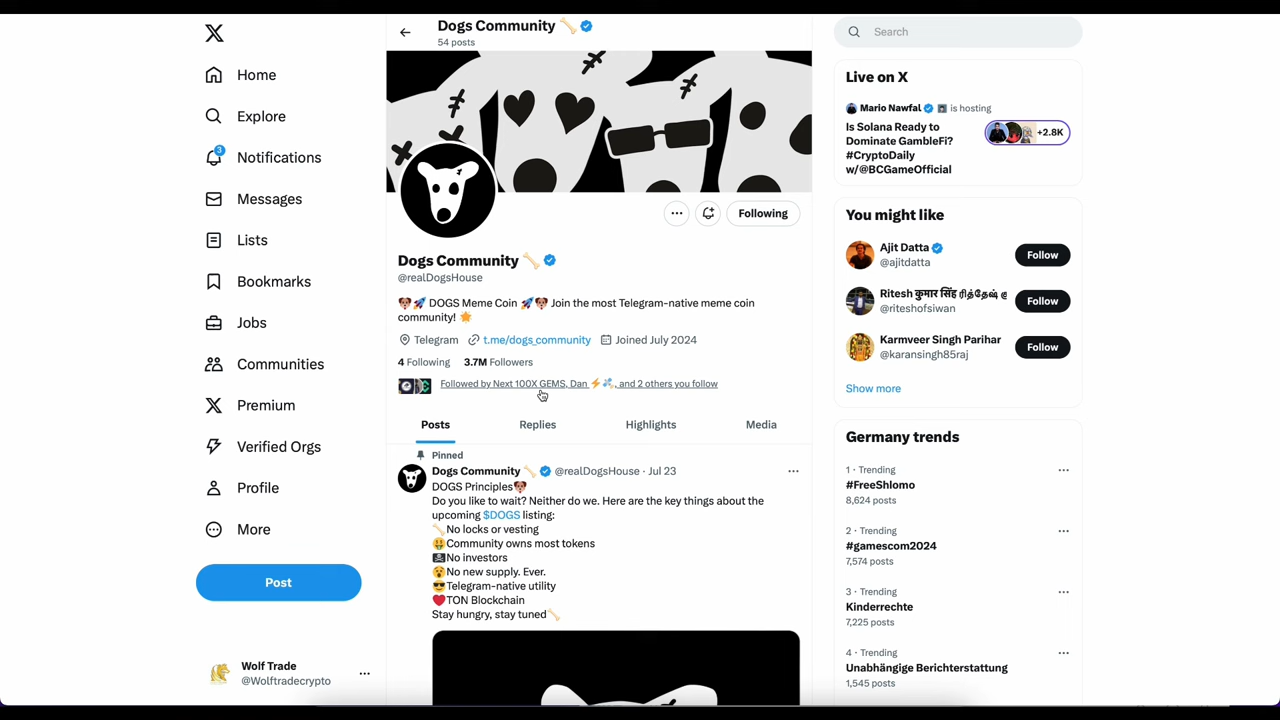 Dogs Community 🦴
54 posts
Home
Explore
3
Notifications
Messages
Lists
Bookmarks
Jobs
Communities
Premium
Verified Orgs
Profile
More
Post
Wolf Trade
@Wolftradecrypto
Following
Dogs Community 🦴
@realDogsHouse
🐶🚀 DOGS Meme Coin 🚀🐶 Join the most Telegram-native meme coin
community! 🌟
Telegram t.me/dogs_community Joined July 2024
4 Following 3.7M Followers
Followed by Next 100X GEMS, Dan ⚡💦, and 2 others you follow
Posts Replies Highlights Media
Pinned
Dogs Community 🦴 @realDogsHouse · Jul 23
DOGS Principles🐶
Do you like to wait? Neither do we. Here are the key things about the
upcoming $DOGS listing:
🦴No locks or vesting
🤑Community owns most tokens
🏴‍☠️No investors
😮No new supply. Ever.
😎Telegram-native utility
❤️TON Blockchain
Stay hungry, stay tuned🦴
Search
Live on X
Mario Nawfal is hosting
Is Solana Ready to
Dominate GambleFi?
#CryptoDaily
w/@BCGameOfficial
+2.8K
You might like
Ajit Datta
@ajitdatta
Follow
Ritesh कुमार सिंह ரித்தேஷ்
@riteshofsiwan
Follow
Karmveer Singh Parihar
@karansingh85raj
Follow
Show more
Germany trends
1 · Trending
#FreeShlomo
8,624 posts
2 · Trending
#gamescom2024
7,574 posts
3 · Trending
Kinderrechte
7,225 posts
4 · Trending
Unabhängige Berichterstattung
1,545 posts